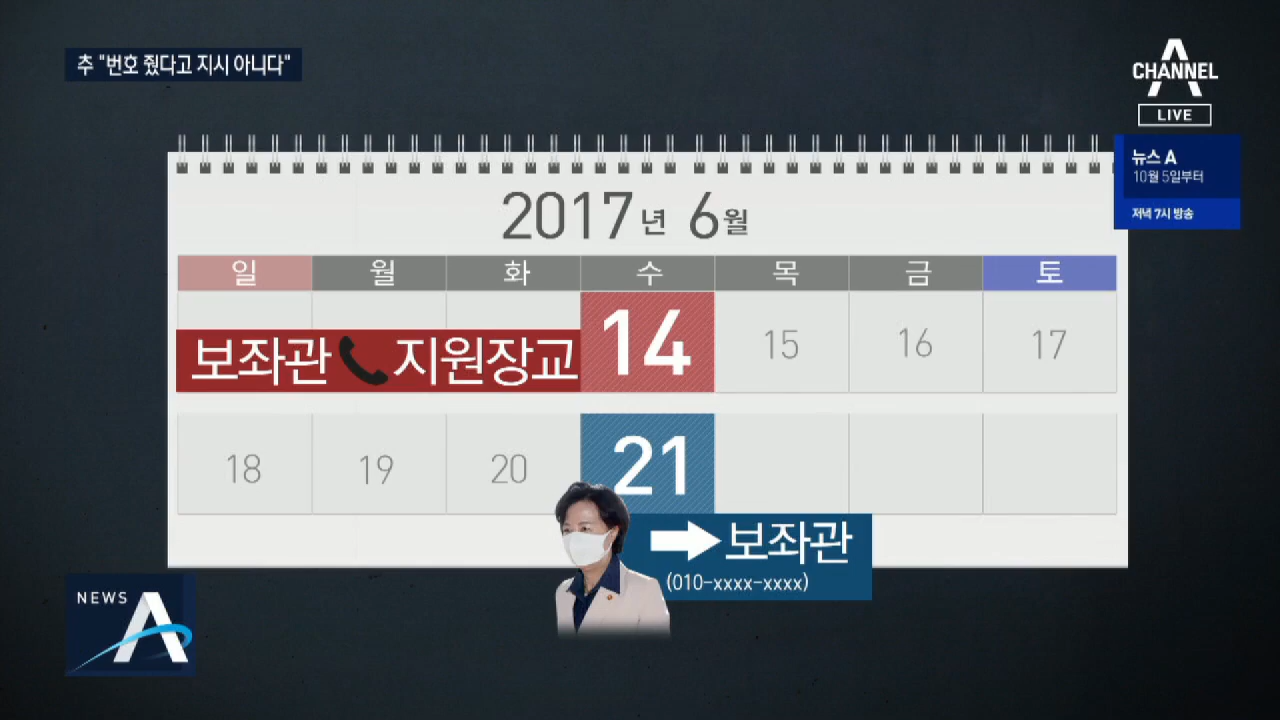 추 "번호 줬다고 지시 아니다"
CHANNEL A
LIVE
뉴스 A
10월 5일부터
저녁 7시 방송
2017년 6월
일 월 화 수 목 금 토
보좌관 지원장교 14 15 16 17
18 19 20 21
보좌관
(010-xxxx-xxxx)
NEWS A